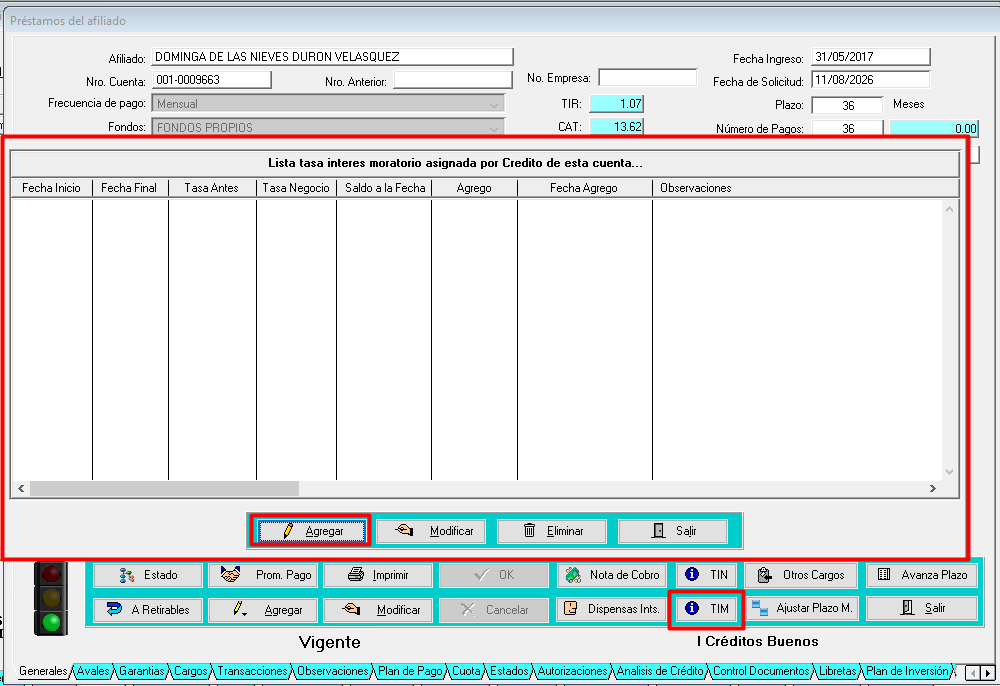 Préstamos del afiliado
Afiliado: DOMINGA DE LAS NIEVES DURON VELASQUEZ Fecha Ingreso: 31/05/2017
Nro. Cuenta: 001-0009663 Nro. Anterior: No. Empresa: Fecha de Solicitud: 11/08/2026
Frecuencia de pago: Mensual TIR: 1.07 Plazo: 36 Meses
Fondos: FONDOS PROPIOS CAT: 13.62 Número de Pagos: 36 0.00
Lista tasa interes moratorio asignada por Credito de esta cuenta...
Fecha Inicio Fecha Final Tasa Antes Tasa Negocio Saldo a la Fecha Agrego Fecha Agrego Observaciones
Agregar Modificar Eliminar Salir
Estado Prom. Pago Imprimir OK Nota de Cobro TIN Otros Cargos Avanza Plazo
A Retirables Agregar Modificar Cancelar Dispensas Ints. TIM Ajustar Plazo M. Salir
Vigente I Créditos Buenos
Generales Avales Garantias Cargos Transacciones Observaciones Plan de Pago Cuota Estados Autorizaciones Analisis de Crédito Control Documentos Libretas Plan de Inversión